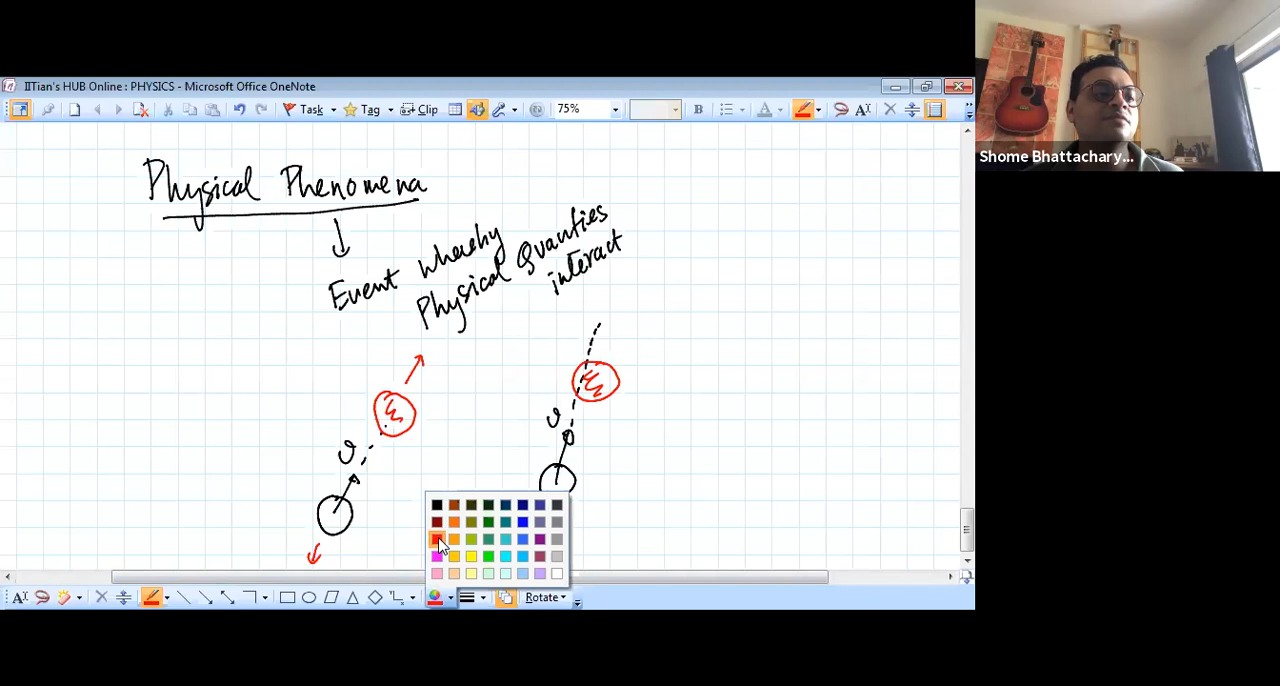 IITian's HUB Online : PHYSICS - Microsoft Office OneNote
Task Tag Clip 75% B A A
Shome Bhattachary...
Physical Phenomena
Event whereby
Physical Quanties
interact
v
v
A Rotate